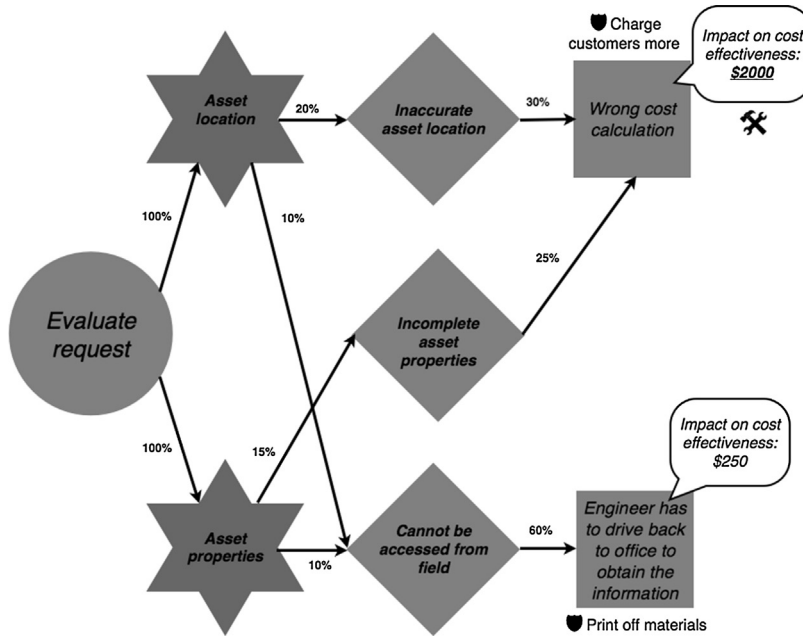 Charge
customers more
Impact on cost
effectiveness:
$2000
Asset
location
20%
Inaccurate
asset location
30%
Wrong cost
calculation
100%
10%
25%
Evaluate
request
Incomplete
asset
properties
100%
15%
Impact on cost
effectiveness:
$250
Asset
properties
10%
Cannot be
accessed from
field
60%
Engineer has
to drive back
to office to
obtain the
information
Print off materials